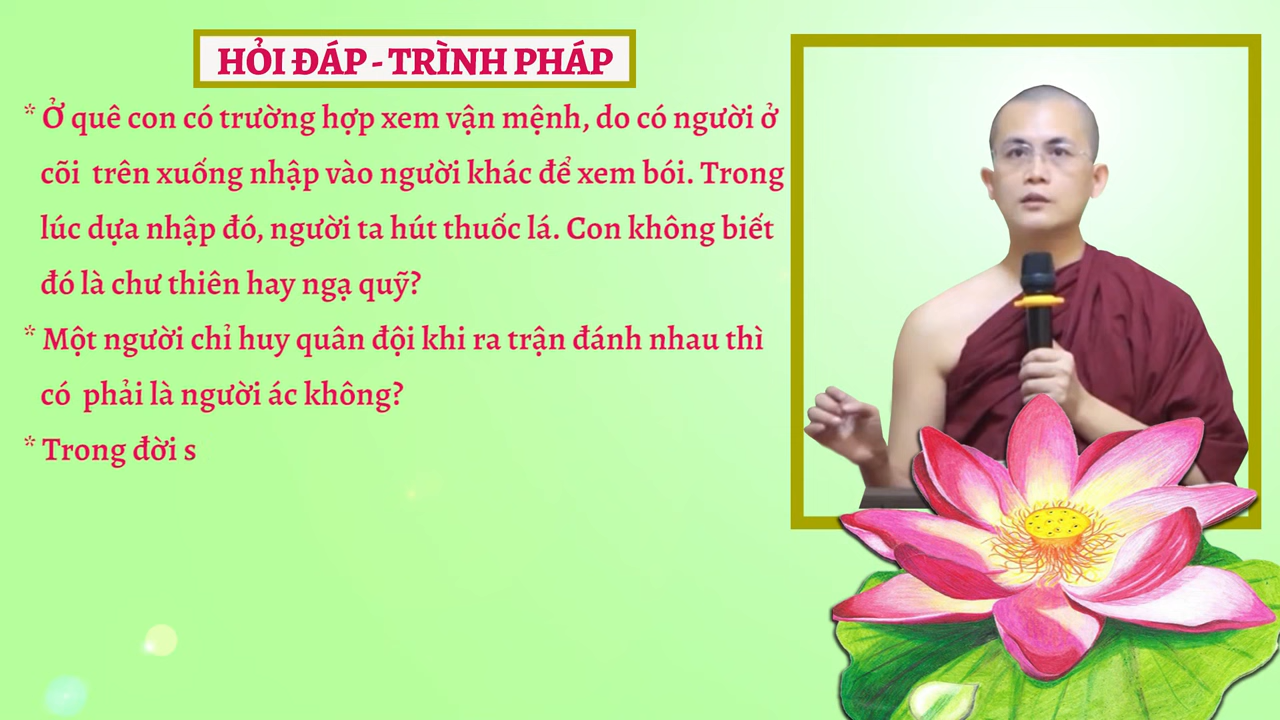 HỎI ĐÁP - TRÌNH PHÁP
* Ở quê con có trường hợp xem vận mệnh, do có người ở
cõi trên xuống nhập vào người khác để xem bói. Trong
lúc dựa nhập đó, người ta hút thuốc lá. Con không biết
đó là chư thiên hay ngạ quỹ?
* Một người chỉ huy quân đội khi ra trận đánh nhau thì
có phải là người ác không?
* Trong đời s